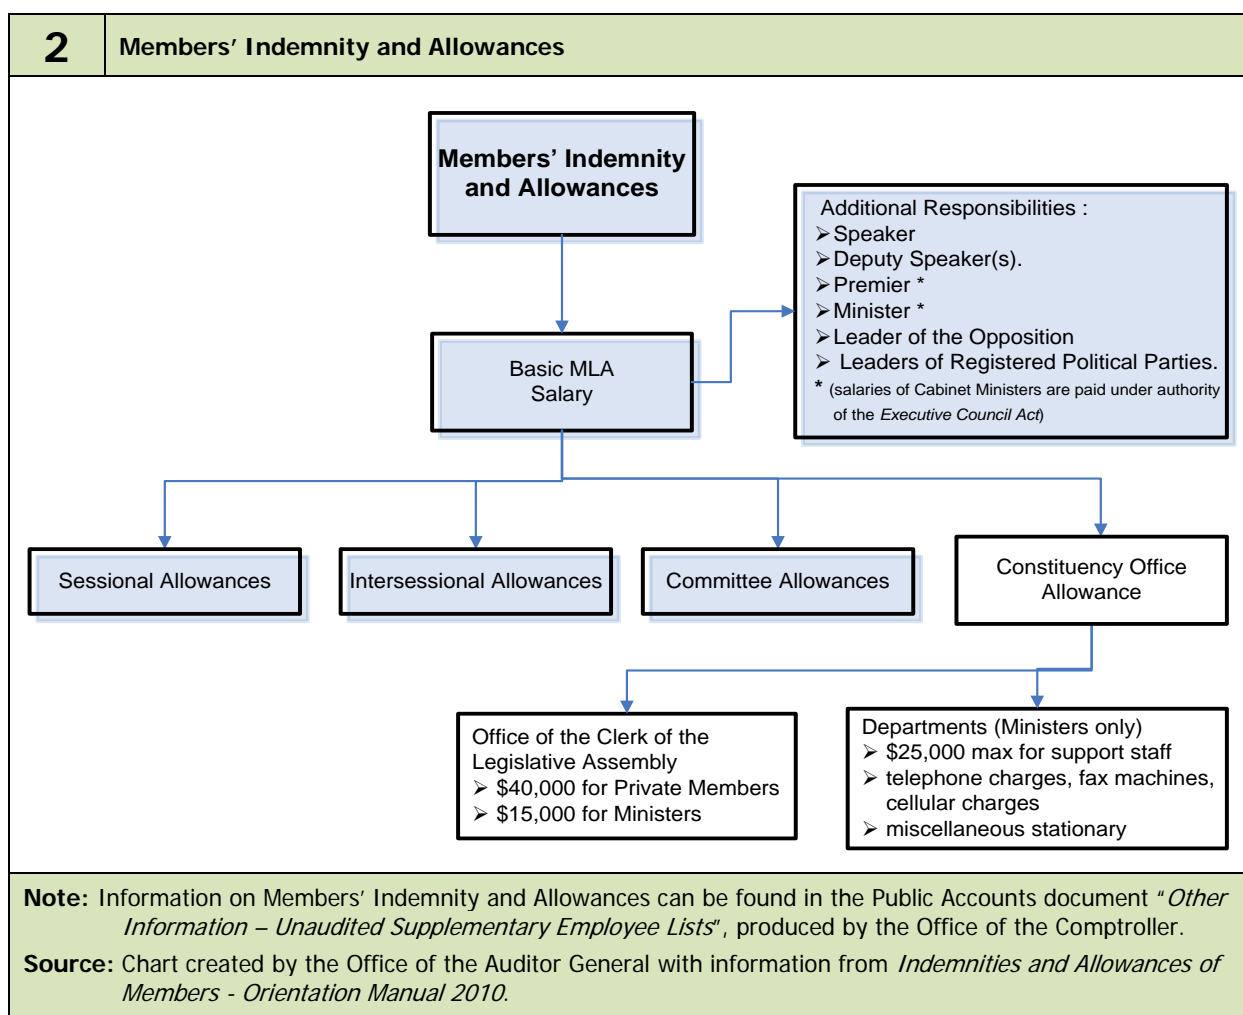 2
Members' Indemnity and Allowances
Members' Indemnity
and Allowances
Additional Responsibilities :
➢Speaker
➢Deputy Speaker(s).
➢Premier *
➢Minister *
➢Leader of the Opposition
➢ Leaders of Registered Political Parties.
* (salaries of Cabinet Ministers are paid under authority
of the Executive Council Act)
Basic MLA
Salary
Sessional Allowances
Intersessional Allowances
Committee Allowances
Constituency Office
Allowance
Office of the Clerk of the
Legislative Assembly
➢ $40,000 for Private Members
➢ $15,000 for Ministers
Departments (Ministers only)
➢ $25,000 max for support staff
➢ telephone charges, fax machines,
cellular charges
➢ miscellaneous stationary
Note: Information on Members' Indemnity and Allowances can be found in the Public Accounts document "Other
Information – Unaudited Supplementary Employee Lists", produced by the Office of the Comptroller.
Source: Chart created by the Office of the Auditor General with information from Indemnities and Allowances of
Members - Orientation Manual 2010.